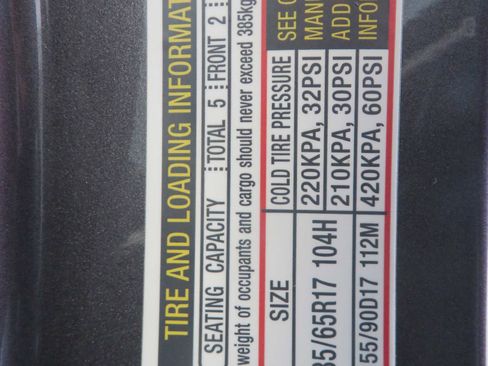 TIRE AND LOADING INFORMAT
SEATING CAPACITY TOTAL 5 FRONT 2
weight of occupants and cargo should never exceed 385kg
SIZE COLD TIRE PRESSURE SEE
35/65R17 104H 220KPA, 32PSI MANU
210KPA, 30PSI ADD
55/90D17 112M 420KPA, 60PSI INFO